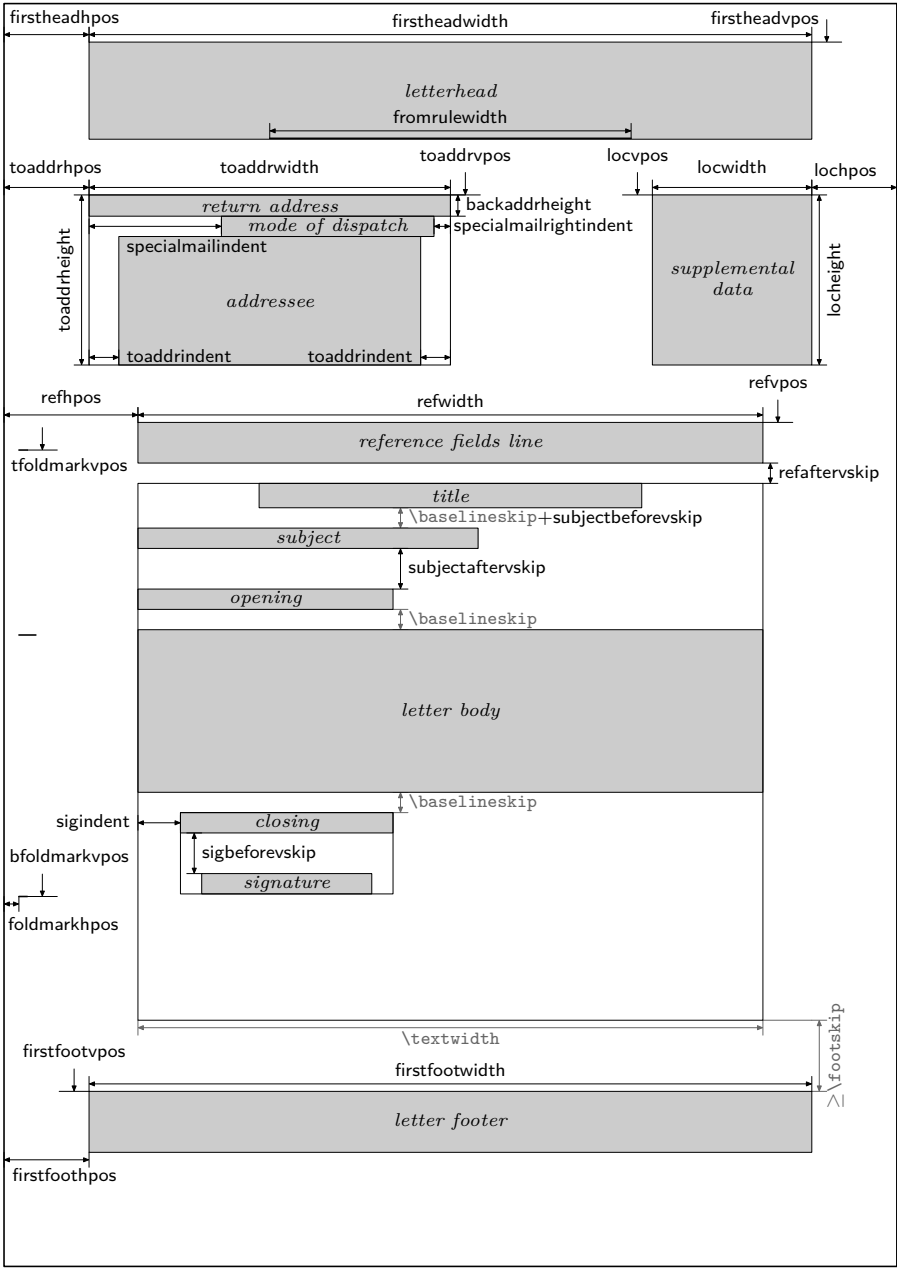 firstheadhpos firstheadwidth firstheadvpos
letterhead
fromrulewidth
toaddrhpos toaddrwidth toaddrvpos locvpos locwidth lochpos
return address backaddrheight
mode of dispatch specialmailrightindent
specialmailindent
toaddrheight
addressee
supplemental
data
locheight
toaddrindent toaddrindent
refhpos refwidth refvpos
reference fields line
tfoldmarkvpos
refaftervskip
title
\baselineskip+subjectbeforevskip
subject
subjectaftervskip
opening
\baselineskip
letter body
\baselineskip
sigindent closing
sigbeforevskip
bfoldmarkvpos
signature
foldmarkhpos
\textwidth
≥\footskip
firstfootvpos
firstfootwidth
letter footer
firstfoothpos